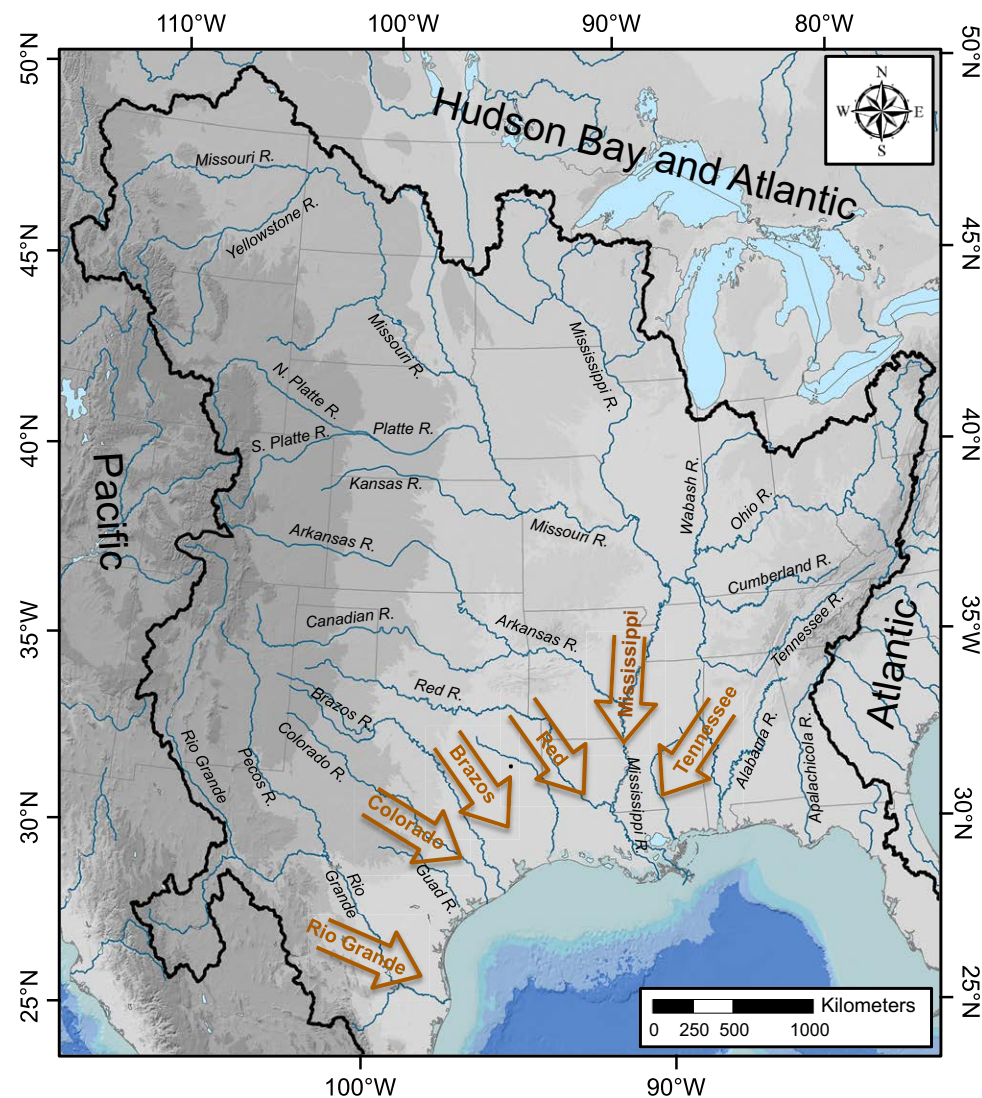 110°W
100°W
90°W
80°W
50°N
50°N
N
W
E
S
Hudson Bay and Atlantic
Missouri R.
Yellowstone R.
45°N
45°N
Missouri R.
Mississippi R.
N. Platte R.
S. Platte R.
Platte R.
40°N
40°N
Pacific
Kansas R.
Wabash R.
Ohio R.
Arkansas R.
Missouri R.
Cumberland R.
Canadian R.
Arkansas R.
Tennessee R.
35°W
35°W
Atlantic
Mississippi
Red R.
Brazos R.
Colorado R.
Rio Grande
Pecos R.
Red
Tennessee
Alabama R.
Apalachicola R.
Brazos
Mississippi R.
30°N
30°N
Colorado
Guad R.
Rio
Grande
Rio Grande
25°N
25°N
Kilometers
0 250 500 1000
100°W
90°W